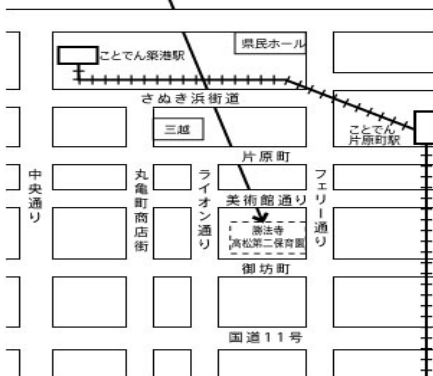 県民ホール
ことでん築港駅
さぬき浜街道
三越
ことでん
片原町駅
片原町
中央通り
丸亀町商店街
ライオン通り
美術館通り
フェリー通り
勝法寺
高松第二保育園
御坊町
国道11号